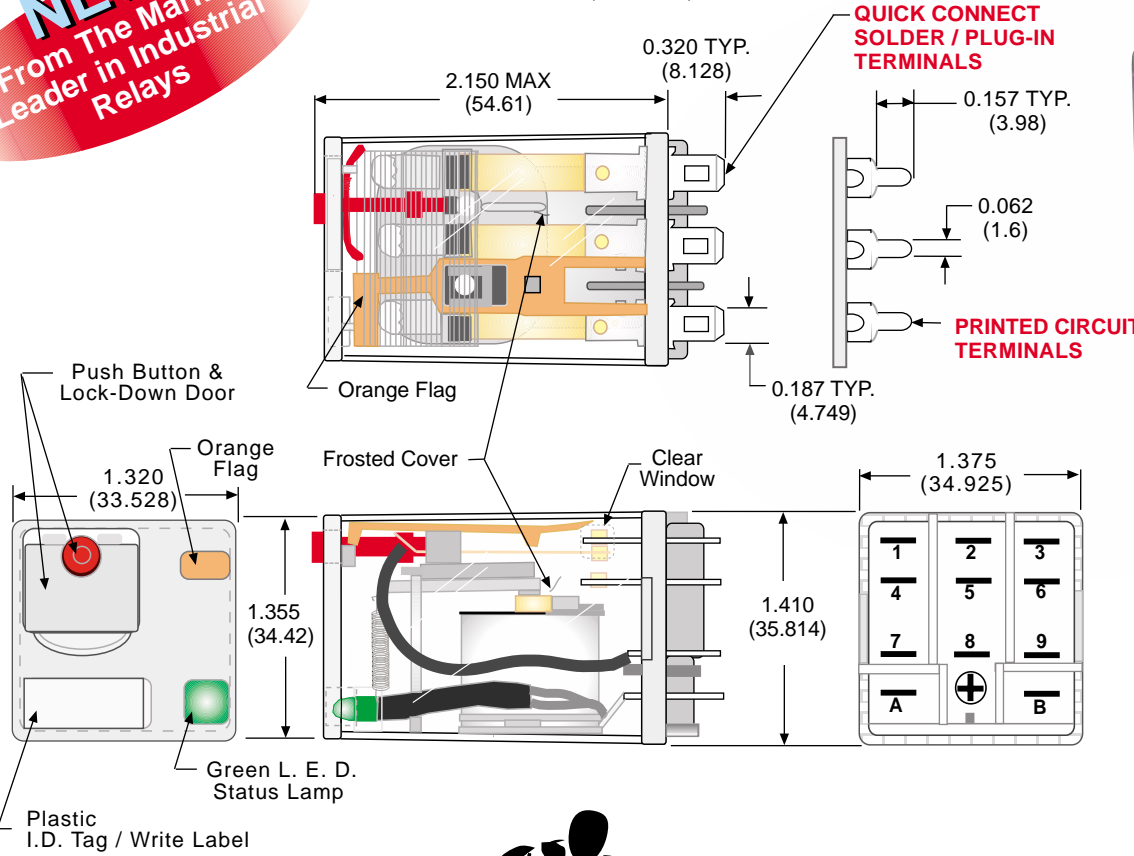 NEW
From The Mark
Leader in Industrial
Relays
QUICK CONNECT
SOLDER / PLUG-IN
TERMINALS
0.320 TYP.
(8.128)
2.150 MAX
(54.61)
0.157 TYP.
(3.98)
0.062
(1.6)
PRINTED CIRCUIT
TERMINALS
0.187 TYP.
(4.749)
Orange Flag
Push Button &
Lock-Down Door
Orange
Flag
Frosted Cover
Clear
Window
1.320
(33.528)
1.375
(34.925)
1.355
(34.42)
1.410
(35.814)
1 2 3
4 5 6
7 8 9
A B
Green L. E. D.
Status Lamp
Plastic
I.D. Tag / Write Label